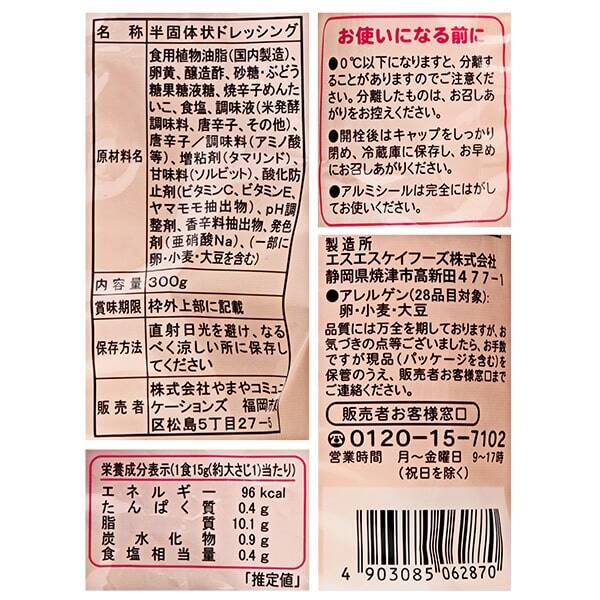 名称 半固体状ドレッシング
原材料名
食用植物油脂(国内製造)、
卵黄、醸造酢、砂糖・ぶどう
糖果糖液糖、焼辛子めんた
いこ、食塩、調味液(米発酵
調味料、唐辛子、その他)、
唐辛子/調味料(アミノ酸
等)、増粘剤(タマリンド)、
甘味料(ソルビット)、酸化防
止剤(ビタミンC、ビタミンE、
ヤマモモ抽出物)、pH調
整剤、香辛料抽出物、発色
剤(亜硝酸Na)、(一部に
卵・小麦・大豆を含む)
内容量 300g
賞味期限 枠外上部に記載
保存方法
直射日光を避け、なる
べく涼しい所に保存し
てください
販売者
株式会社やまやコミュニ
ケーションズ 福岡市
区松島5丁目27-5
栄養成分表示(1食15g(約大さじ1)当たり)
エネルギー 96kcal
たんぱく質 0.4g
脂質 10.1g
炭水化物 0.9g
食塩相当量 0.4g
「推定値」
お使いになる前に
●0℃以下になりますと、分離す
ることがありますのでご注意くだ
さい。分離したものは、お召しあ
がりをお控えください。
●開栓後はキャップをしっかり
閉め、冷蔵庫に保存し、お早め
にお召しあがりください。
●アルミシールは完全にはがし
てお使いください。
製造所
エスエスケイフーズ株式会社
静岡県焼津市高新田477-1
●アレルゲン(28品目対象):
卵・小麦・大豆
品質には万全を期しておりますが、お
気づきの点等ございましたら、お手数
ですが現品(パッケージを含む)を
保管のうえ、販売者お客様窓口まで
ご連絡ください。
販売者お客様窓口
☎0120-15-7102
営業時間 月~金曜日 9~17時
(祝日を除く)
4 903085 062870